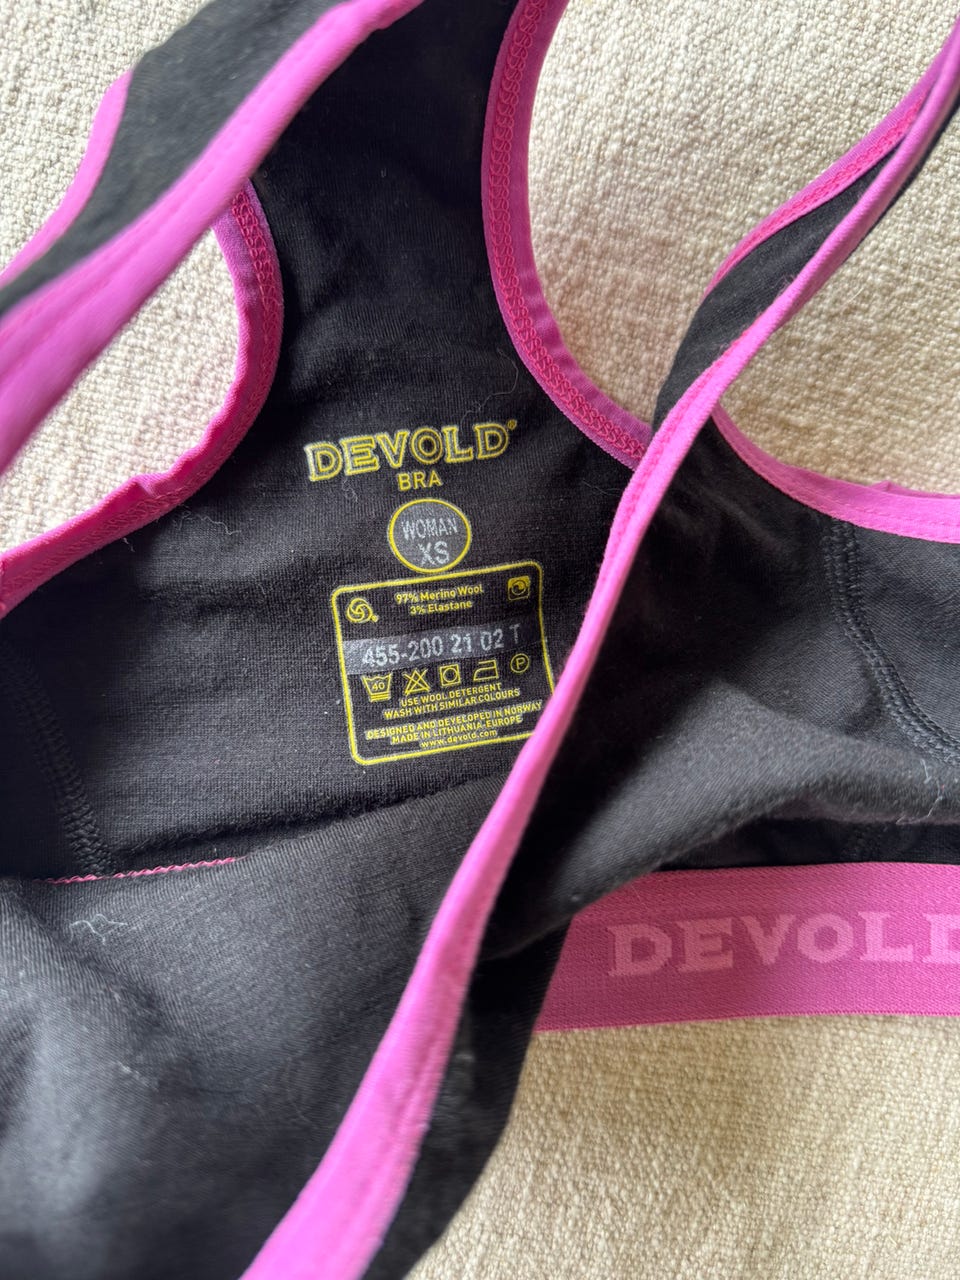 DEVOLD®
BRA
WOMAN
XS
97% Merino Wool
3% Elastane
455-200 21 02 T
40
P
USE WOOL DETERGENT
WASH WITH SIMILAR COLOURS
DESIGNED AND DEVELOPED IN NORWAY
MADE IN LITHUANIA-EUROPE
www.devold.com
DEVOLD